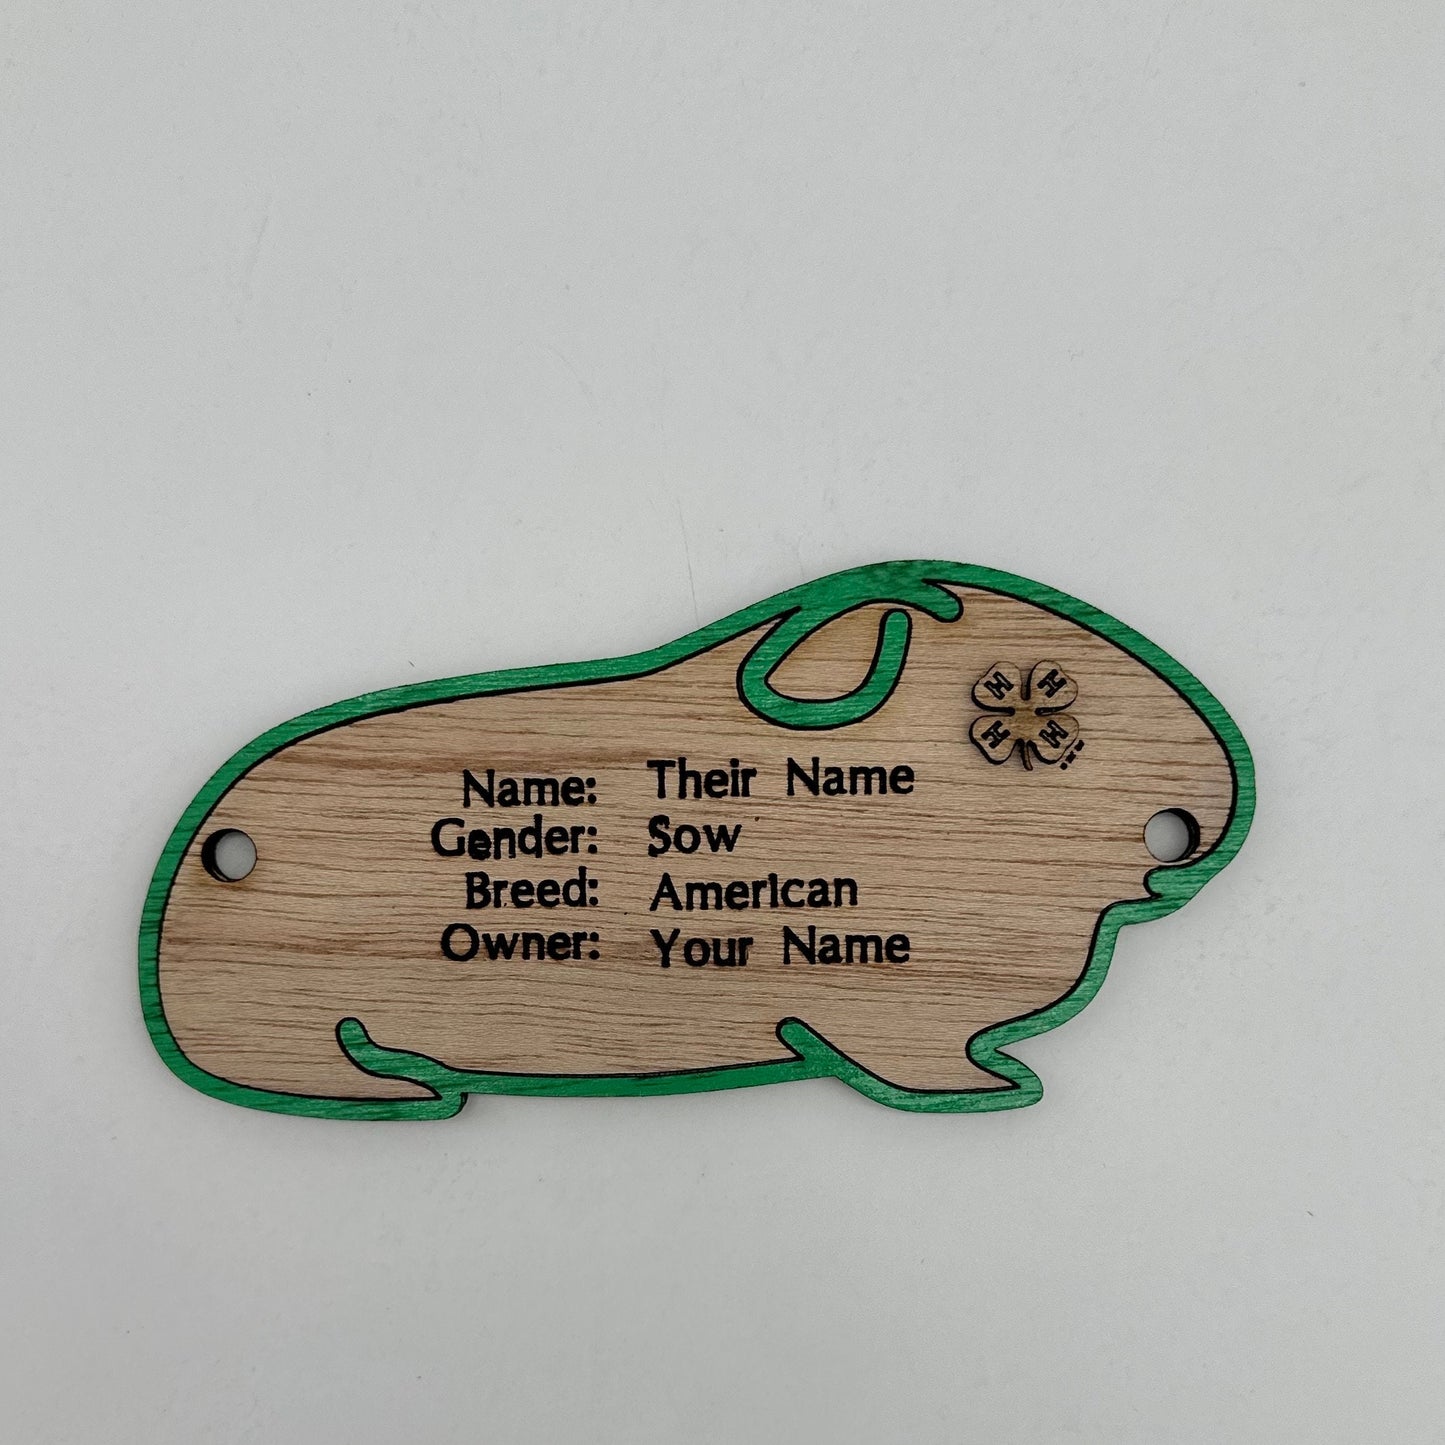 Name: Their Name
Gender: Sow
Breed: American
Owner: Your Name
H H
H H